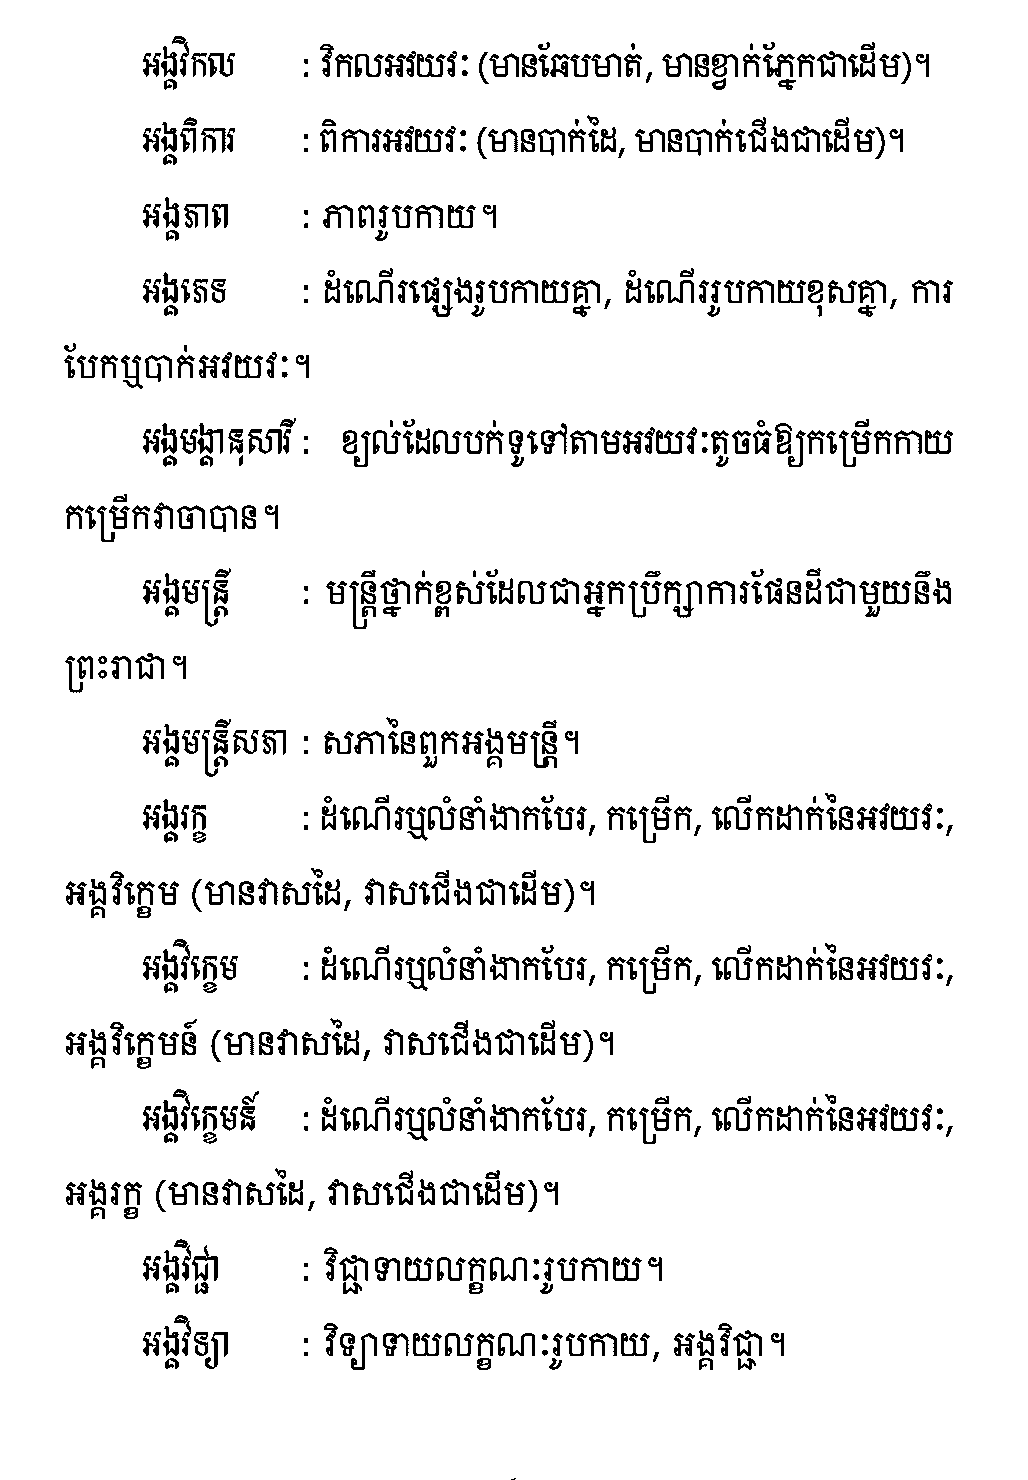 អង្គវិកល : វិកលអវយវៈ (មានឆែបមាត់, មានខ្វាក់ភ្នែកជាដើម)។
អង្គពិការ : ពិការអវយវៈ (មានបាក់ដៃ, មានបាក់ជើងជាដើម)។
អង្គភាព : ភាពរូបកាយ។
អង្គភេទ : ដំណើរផ្សេងរូបកាយគ្នា, ដំណើររូបកាយខុសគ្នា, ការ
បែកឬបាក់អវយវៈ។
អង្គមង្គានុសារី : ខ្យល់ដែលបក់ទូទៅតាមអវយវៈតូចធំឱ្យកម្រើកកាយ
កម្រើកវាចាបាន។
អង្គមន្ត្រី : មន្ត្រីថ្នាក់ខ្ពស់ដែលជាអ្នកប្រឹក្សាការផែនដីជាមួយនឹង
ព្រះរាជា។
អង្គមន្ត្រីសភា : សភានៃពួកអង្គមន្ត្រី។
អង្គរក្ខ : ដំណើរឬលំនាំងាកបែរ, កម្រើក, លើកដាក់នៃអវយវៈ,
អង្គវិក្ខេម (មានវាសដៃ, វាសជើងជាដើម)។
អង្គវិក្ខេម : ដំណើរឬលំនាំងាកបែរ, កម្រើក, លើកដាក់នៃអវយវៈ,
អង្គវិក្ខេមន៍ (មានវាសដៃ, វាសជើងជាដើម)។
អង្គវិក្ខេមន៍ : ដំណើរឬលំនាំងាកបែរ, កម្រើក, លើកដាក់នៃអវយវៈ,
អង្គរក្ខ (មានវាសដៃ, វាសជើងជាដើម)។
អង្គវិជ្ជា : វិជ្ជាទាយលក្ខណៈរូបកាយ។
អង្គវិទ្យា : វិទ្យាទាយលក្ខណៈរូបកាយ, អង្គវិជ្ជា។